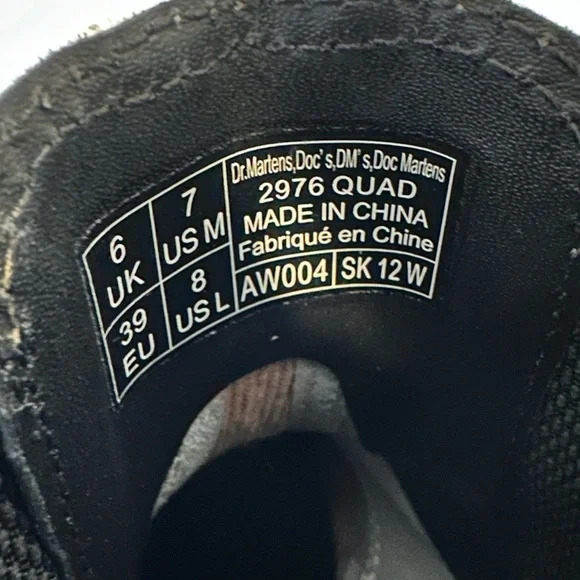 6
UK
7
US M
39
EU
8
US L
Dr.Martens,Doc's,DM's,Doc Martens
2976 QUAD
MADE IN CHINA
Fabriqué en Chine
AW004
SK 12 W